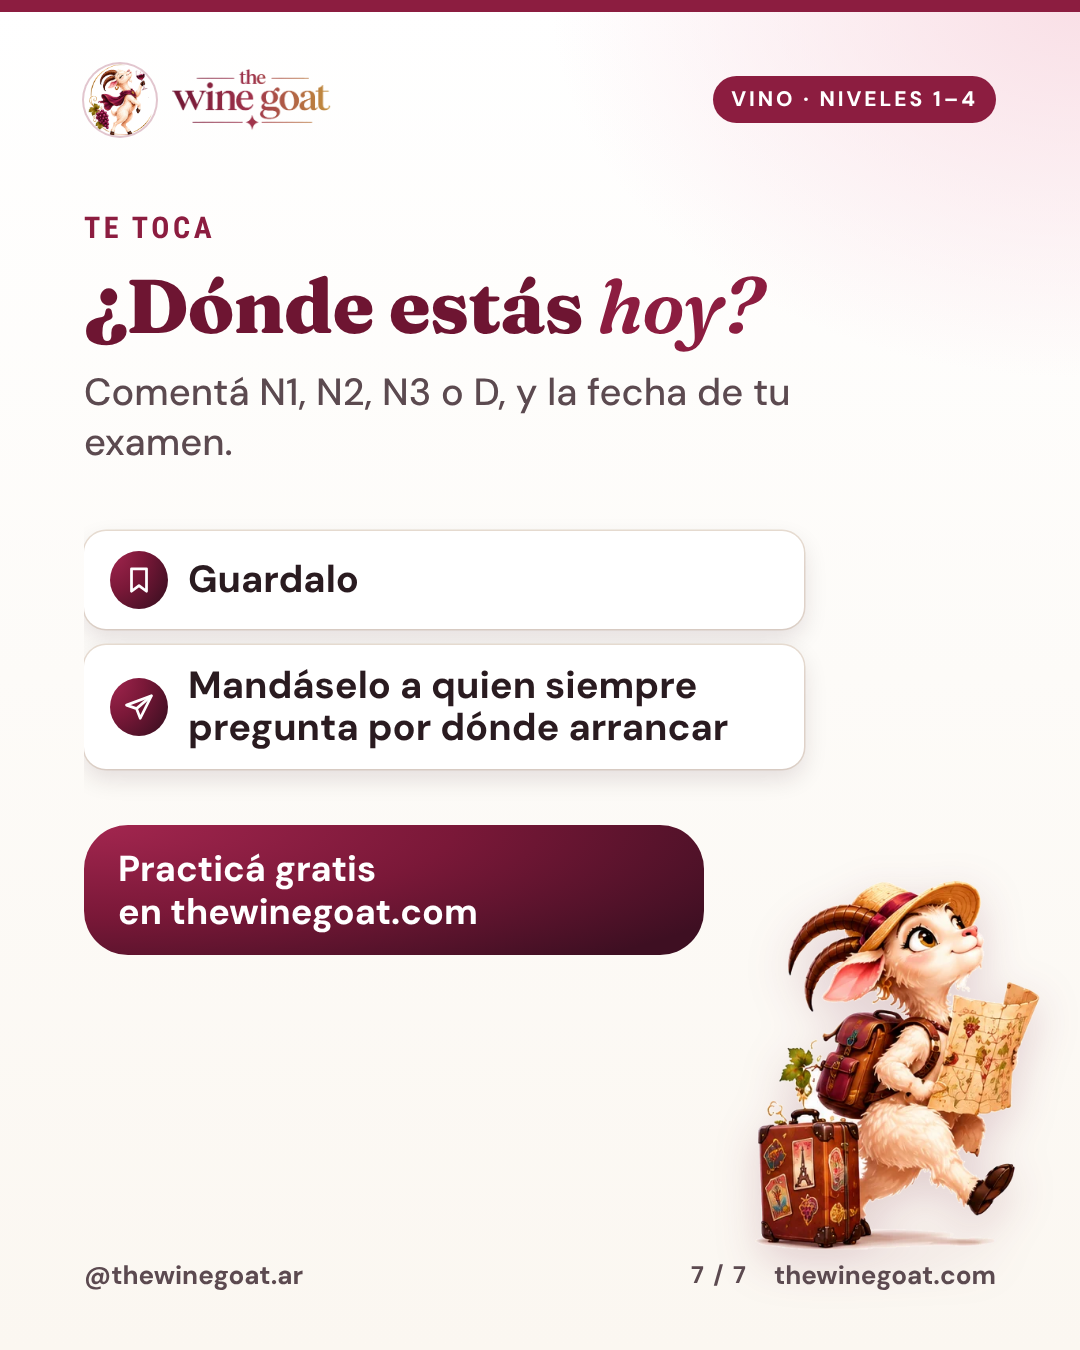 the
wine goat
VINO · NIVELES 1–4
TE TOCA
¿Dónde estás hoy?
Comentá N1, N2, N3 o D, y la fecha de tu
examen.
Guardalo
Mandáselo a quien siempre
pregunta por dónde arrancar
Practicá gratis
en thewinegoat.com
@thewinegoat.ar
7 / 7 thewinegoat.com